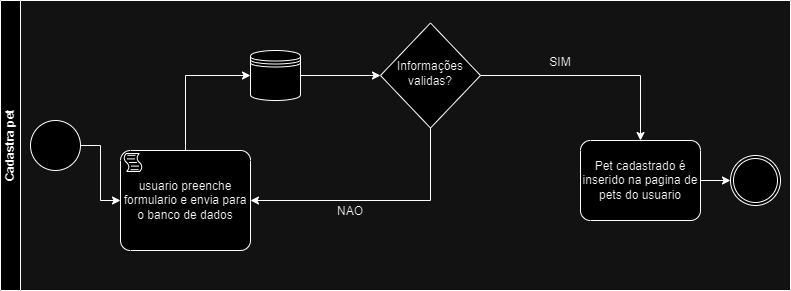 Cadastra pet
usuario preenche
formulario e envia para
o banco de dados
Informações
validas?
SIM
NAO
Pet cadastrado é
inserido na pagina de
pets do usuario